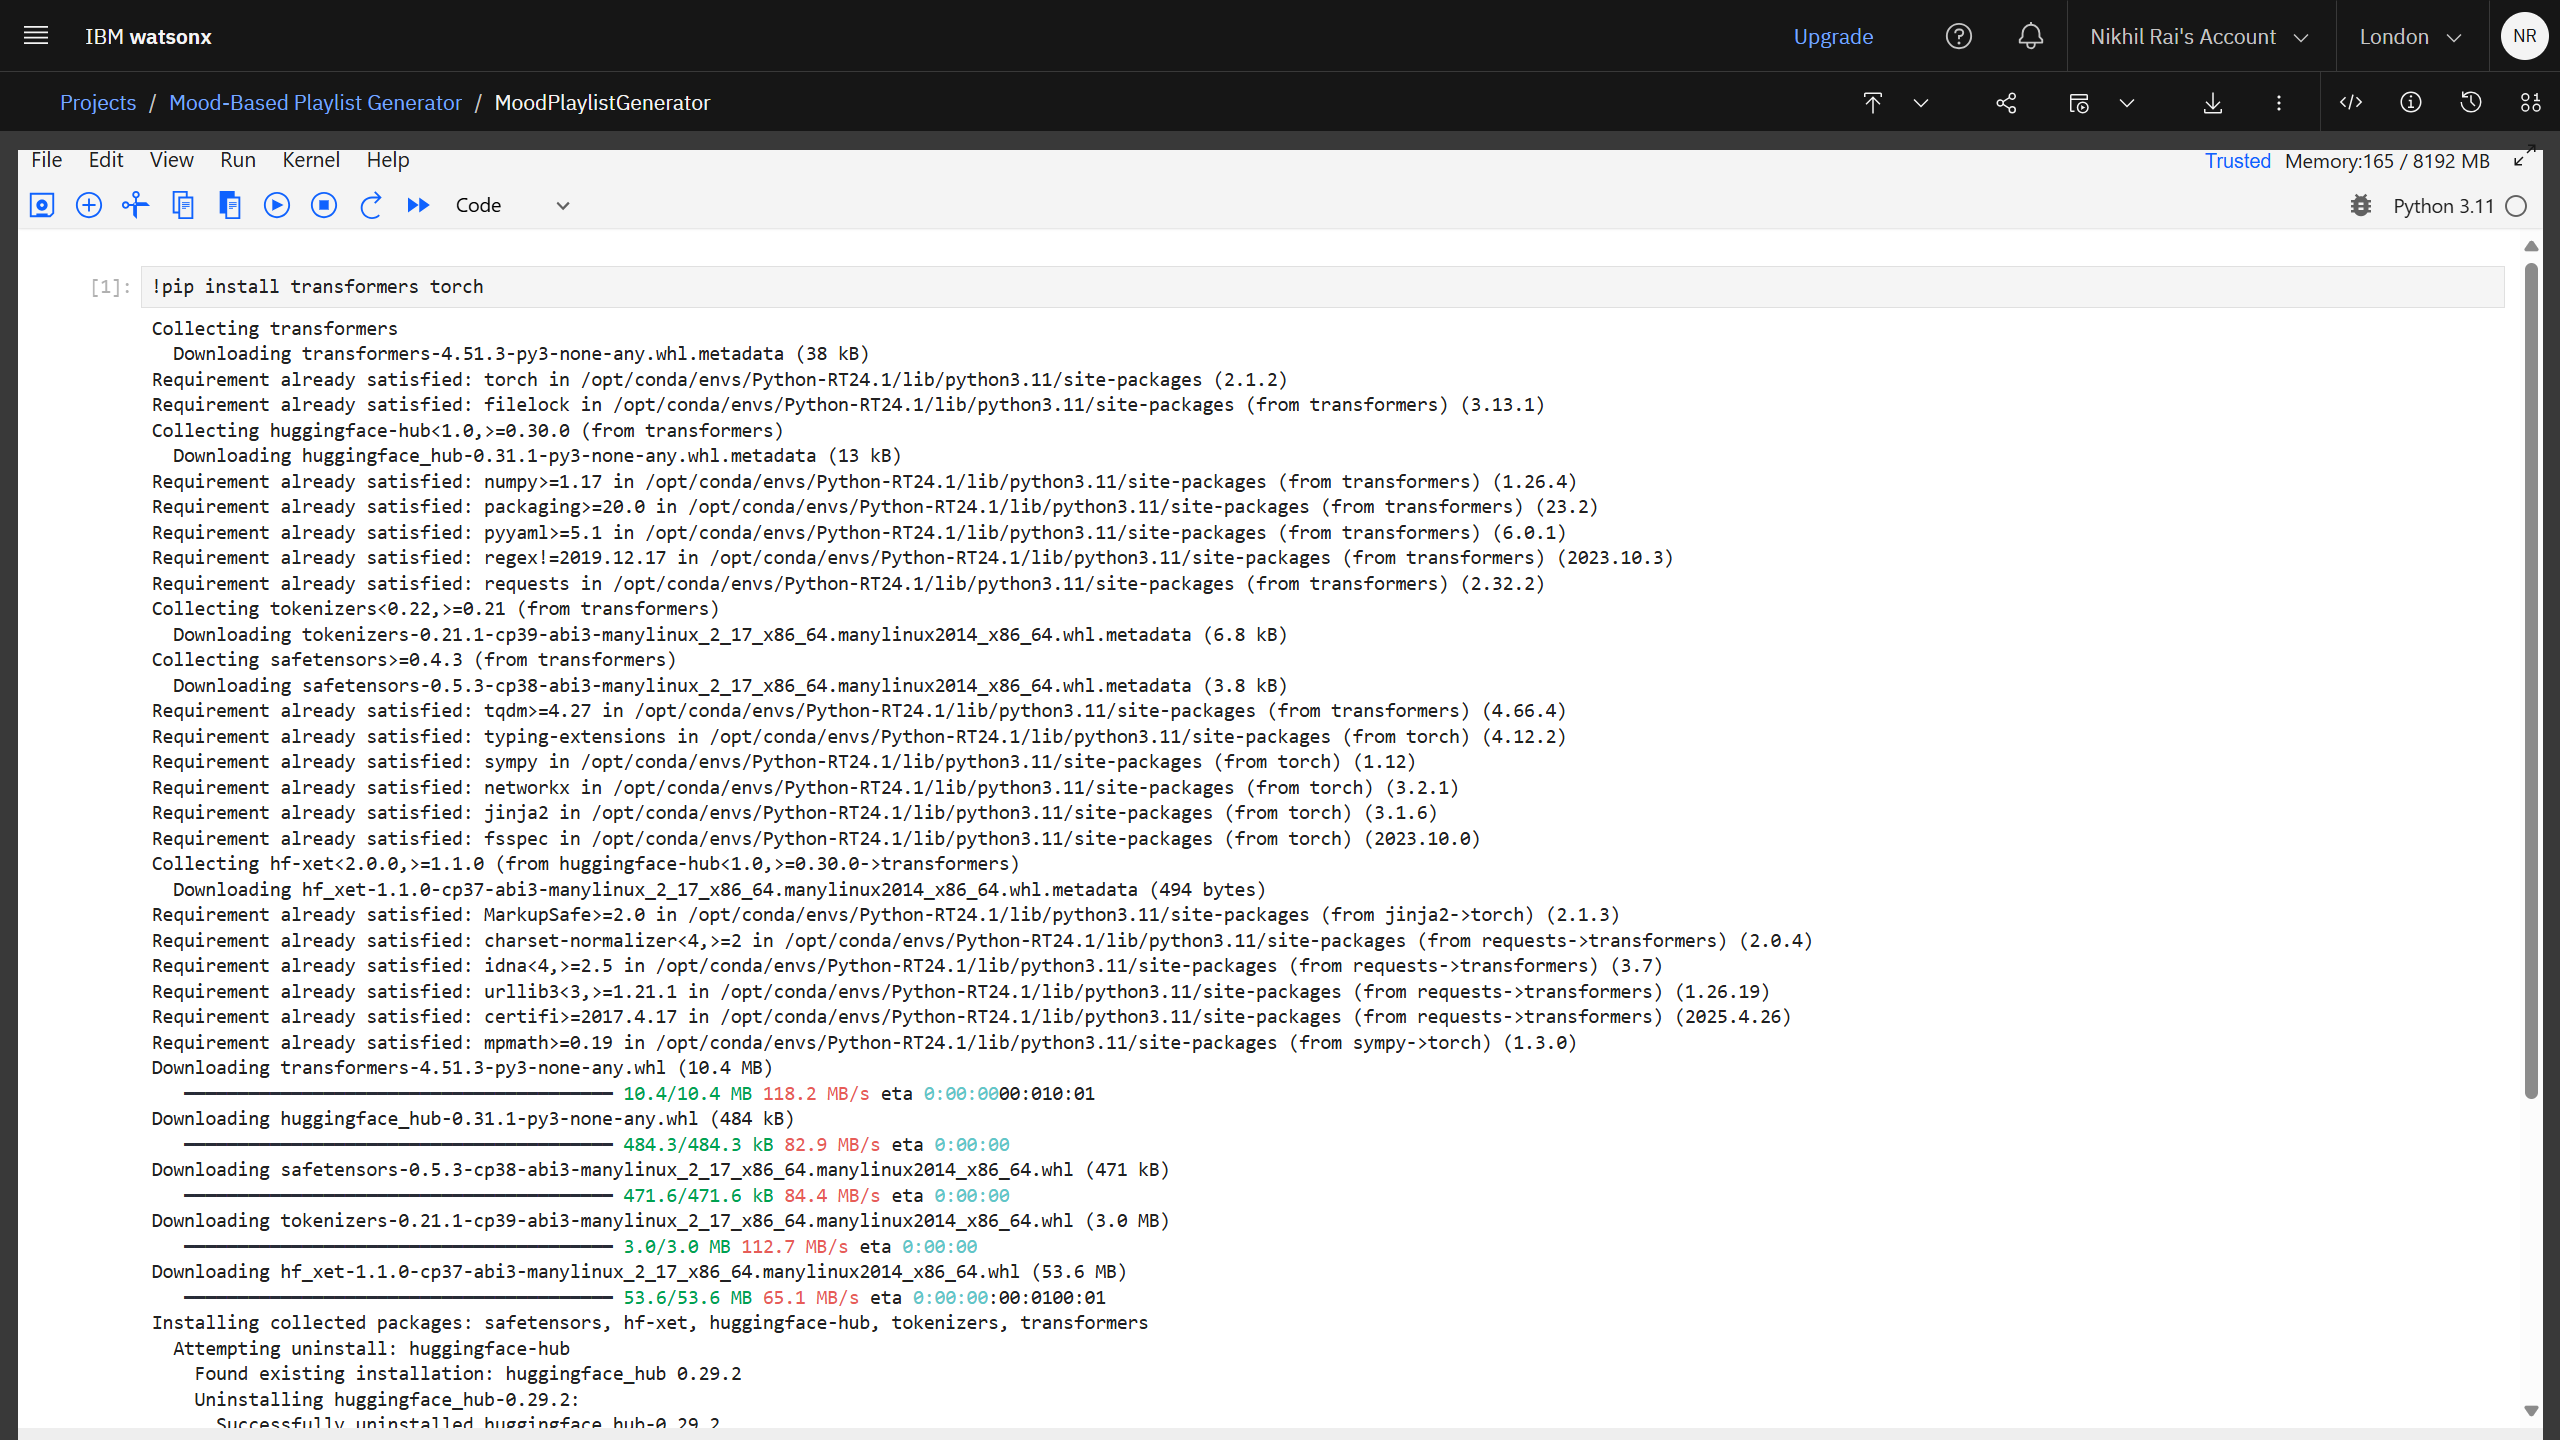 IBM watsonx
Upgrade
Nikhil Rai's Account
London
NR
Projects / Mood-Based Playlist Generator / MoodPlaylistGenerator
File Edit View Run Kernel Help
Trusted Memory:165 / 8192 MB
Code
Python 3.11
[1]: !pip install transformers torch
Collecting transformers
Downloading transformers-4.51.3-py3-none-any.whl.metadata (38 kB)
Requirement already satisfied: torch in /opt/conda/envs/Python-RT24.1/lib/python3.11/site-packages (2.1.2)
Requirement already satisfied: filelock in /opt/conda/envs/Python-RT24.1/lib/python3.11/site-packages (from transformers) (3.13.1)
Collecting huggingface-hub<1.0,>=0.30.0 (from transformers)
Downloading huggingface_hub-0.31.1-py3-none-any.whl.metadata (13 kB)
Requirement already satisfied: numpy>=1.17 in /opt/conda/envs/Python-RT24.1/lib/python3.11/site-packages (from transformers) (1.26.4)
Requirement already satisfied: packaging>=20.0 in /opt/conda/envs/Python-RT24.1/lib/python3.11/site-packages (from transformers) (23.2)
Requirement already satisfied: pyyaml>=5.1 in /opt/conda/envs/Python-RT24.1/lib/python3.11/site-packages (from transformers) (6.0.1)
Requirement already satisfied: regex!=2019.12.17 in /opt/conda/envs/Python-RT24.1/lib/python3.11/site-packages (from transformers) (2023.10.3)
Requirement already satisfied: requests in /opt/conda/envs/Python-RT24.1/lib/python3.11/site-packages (from transformers) (2.32.2)
Collecting tokenizers<0.22,>=0.21 (from transformers)
Downloading tokenizers-0.21.1-cp39-abi3-manylinux_2_17_x86_64.manylinux2014_x86_64.whl.metadata (6.8 kB)
Collecting safetensors>=0.4.3 (from transformers)
Downloading safetensors-0.5.3-cp38-abi3-manylinux_2_17_x86_64.manylinux2014_x86_64.whl.metadata (3.8 kB)
Requirement already satisfied: tqdm>=4.27 in /opt/conda/envs/Python-RT24.1/lib/python3.11/site-packages (from transformers) (4.66.4)
Requirement already satisfied: typing-extensions in /opt/conda/envs/Python-RT24.1/lib/python3.11/site-packages (from torch) (4.12.2)
Requirement already satisfied: sympy in /opt/conda/envs/Python-RT24.1/lib/python3.11/site-packages (from torch) (1.12)
Requirement already satisfied: networkx in /opt/conda/envs/Python-RT24.1/lib/python3.11/site-packages (from torch) (3.2.1)
Requirement already satisfied: jinja2 in /opt/conda/envs/Python-RT24.1/lib/python3.11/site-packages (from torch) (3.1.6)
Requirement already satisfied: fsspec in /opt/conda/envs/Python-RT24.1/lib/python3.11/site-packages (from torch) (2023.10.0)
Collecting hf-xet<2.0.0,>=1.1.0 (from huggingface-hub<1.0,>=0.30.0->transformers)
Downloading hf_xet-1.1.0-cp37-abi3-manylinux_2_17_x86_64.manylinux2014_x86_64.whl.metadata (494 bytes)
Requirement already satisfied: MarkupSafe>=2.0 in /opt/conda/envs/Python-RT24.1/lib/python3.11/site-packages (from jinja2->torch) (2.1.3)
Requirement already satisfied: charset-normalizer<4,>=2 in /opt/conda/envs/Python-RT24.1/lib/python3.11/site-packages (from requests->transformers) (2.0.4)
Requirement already satisfied: idna<4,>=2.5 in /opt/conda/envs/Python-RT24.1/lib/python3.11/site-packages (from requests->transformers) (3.7)
Requirement already satisfied: urllib3<3,>=1.21.1 in /opt/conda/envs/Python-RT24.1/lib/python3.11/site-packages (from requests->transformers) (1.26.19)
Requirement already satisfied: certifi>=2017.4.17 in /opt/conda/envs/Python-RT24.1/lib/python3.11/site-packages (from requests->transformers) (2025.4.26)
Requirement already satisfied: mpmath>=0.19 in /opt/conda/envs/Python-RT24.1/lib/python3.11/site-packages (from sympy->torch) (1.3.0)
Downloading transformers-4.51.3-py3-none-any.whl (10.4 MB)
10.4/10.4 MB 118.2 MB/s eta 0:00:0000:010:01
Downloading huggingface_hub-0.31.1-py3-none-any.whl (484 kB)
484.3/484.3 kB 82.9 MB/s eta 0:00:00
Downloading safetensors-0.5.3-cp38-abi3-manylinux_2_17_x86_64.manylinux2014_x86_64.whl (471 kB)
471.6/471.6 kB 84.4 MB/s eta 0:00:00
Downloading tokenizers-0.21.1-cp39-abi3-manylinux_2_17_x86_64.manylinux2014_x86_64.whl (3.0 MB)
3.0/3.0 MB 112.7 MB/s eta 0:00:00
Downloading hf_xet-1.1.0-cp37-abi3-manylinux_2_17_x86_64.manylinux2014_x86_64.whl (53.6 MB)
53.6/53.6 MB 65.1 MB/s eta 0:00:00:00:0100:01
Installing collected packages: safetensors, hf-xet, huggingface-hub, tokenizers, transformers
Attempting uninstall: huggingface-hub
Found existing installation: huggingface_hub 0.29.2
Uninstalling huggingface_hub-0.29.2:
Successfully uninstalled huggingface_hub-0.29.2